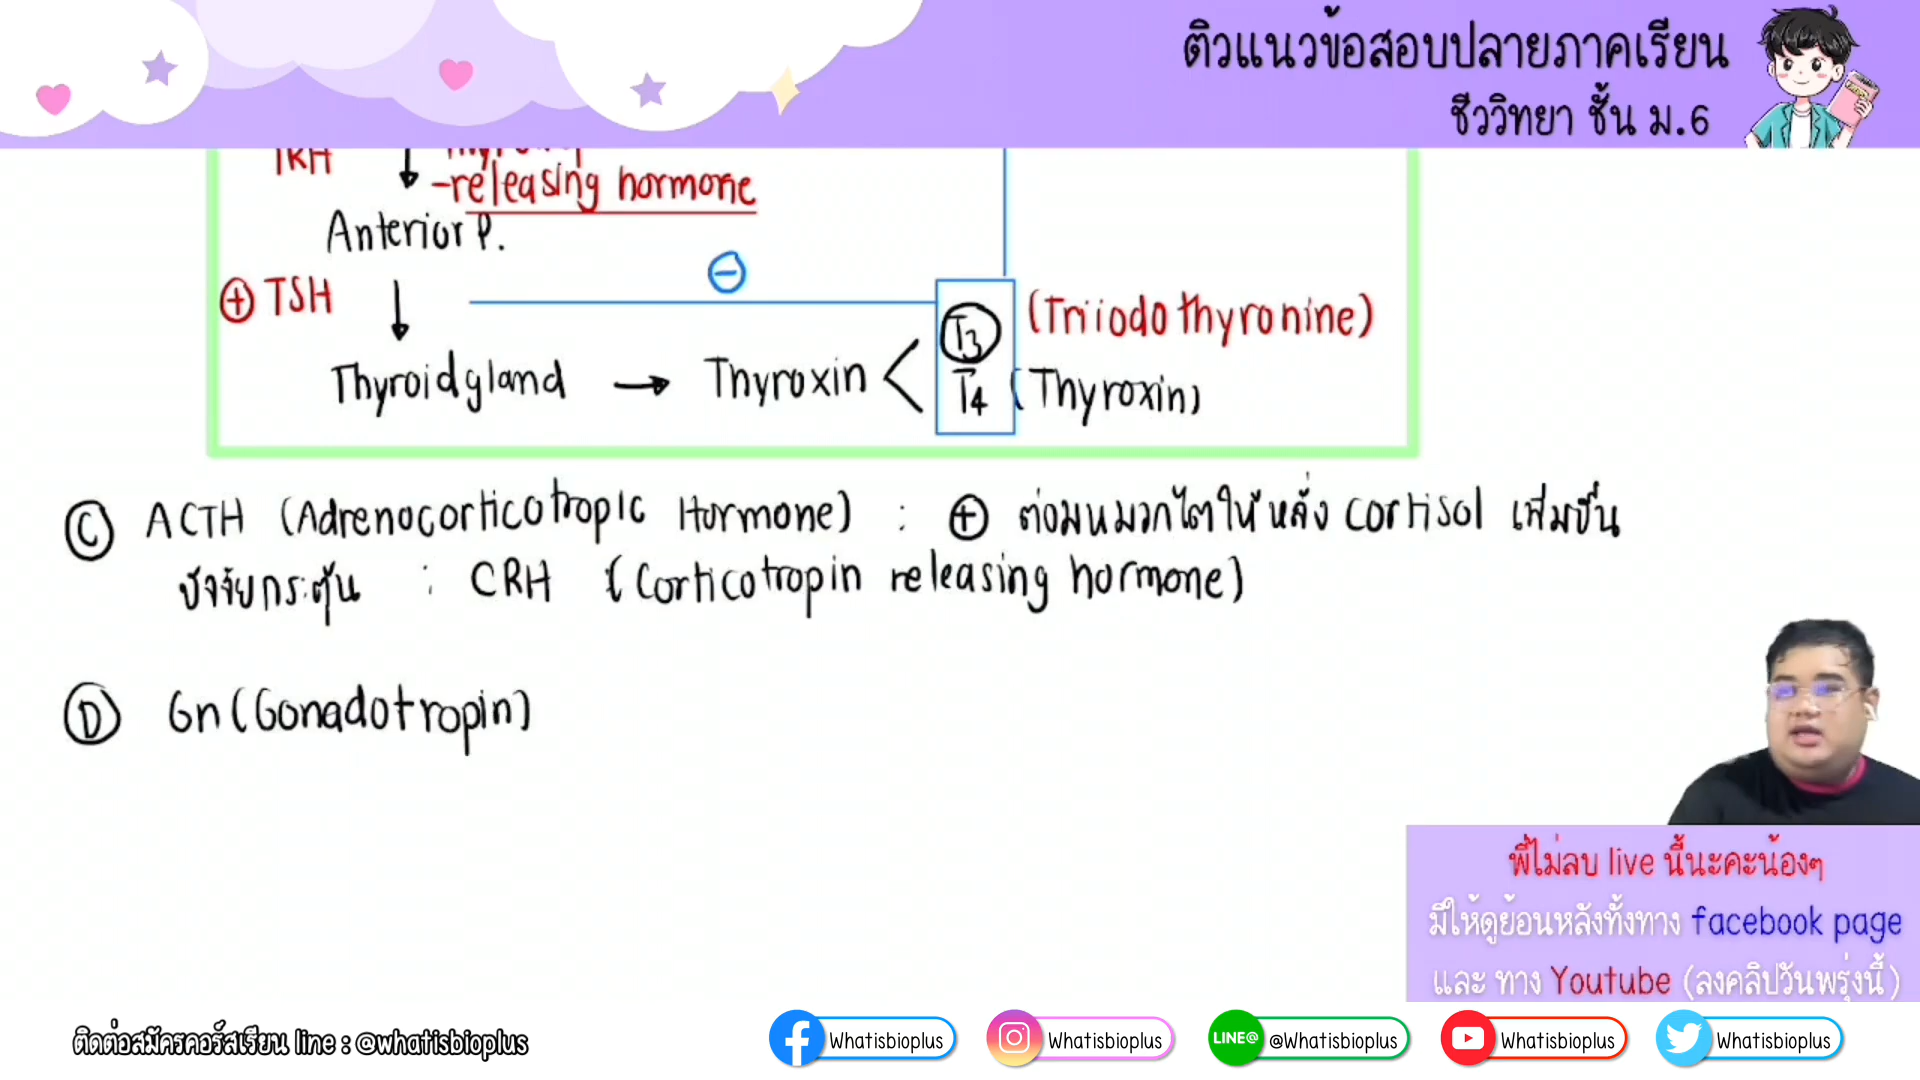 ติวแนวข้อสอบปลายภาคเรียน
ชีววิทยา ชั้น ม.6
TRH
-releasing hormone
Anterior P.
⊕ TSH
⊖
T3 (Triiodothyronine)
Thyroidgland → Thyroxin <
T4 (Thyroxin)
Ⓒ ACTH (Adrenocorticotropic Hormone) : ⊕ ต่อมหมวกไตให้หลั่ง cortisol เพิ่มขึ้น
ปัจจัยกระตุ้น : CRH (Corticotropin releasing hormone)
Ⓓ Gn (Gonadotropin)
พี่ไม่ลบ live นี้นะคะน้องๆ
มีให้ดูย้อนหลังทั้งทาง facebook page
และ ทาง Youtube (ลงคลิปวันพรุ่งนี้)
ติดต่อสมัครคอร์สเรียน line : @whatisbioplus
Whatisbioplus
Whatisbioplus
LINE@ @Whatisbioplus
Whatisbioplus
Whatisbioplus